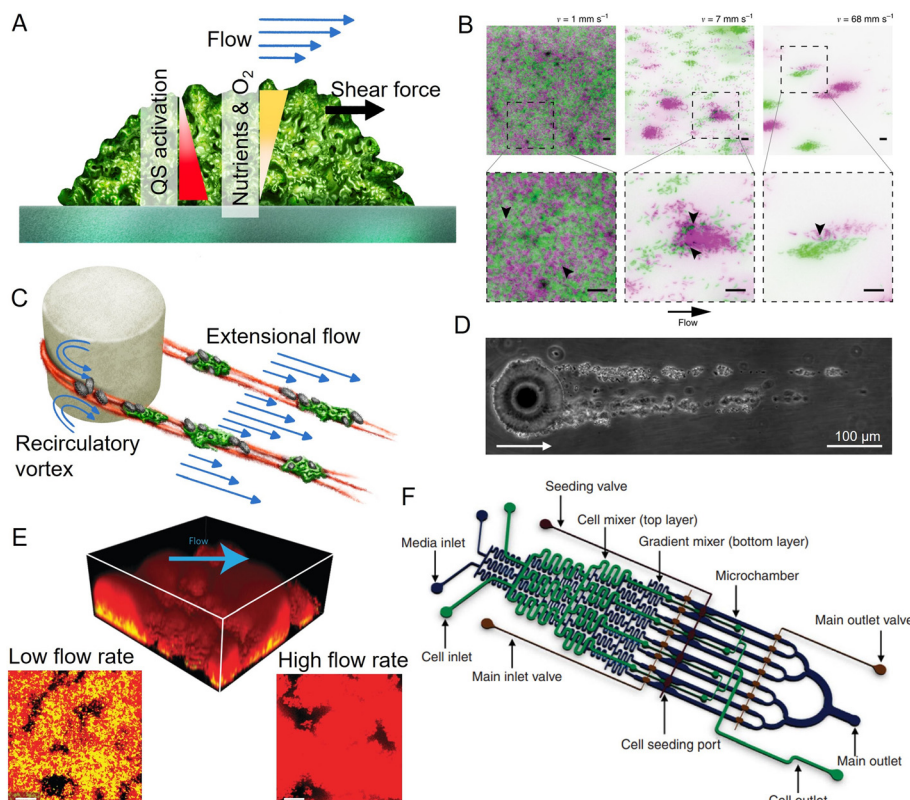 A
Flow
Shear force
QS activation
Nutrients & O2
B
v = 1 mm s⁻¹
v = 7 mm s⁻¹
v = 68 mm s⁻¹
Flow
C
Extensional flow
Recirculatory
vortex
D
100 µm
E
Flow
Low flow rate
High flow rate
F
Seeding valve
Cell mixer (top layer)
Gradient mixer (bottom layer)
Media inlet
Microchamber
Main outlet valve
Cell inlet
Main inlet valve
Cell seeding port
Main outlet
Cell outlet